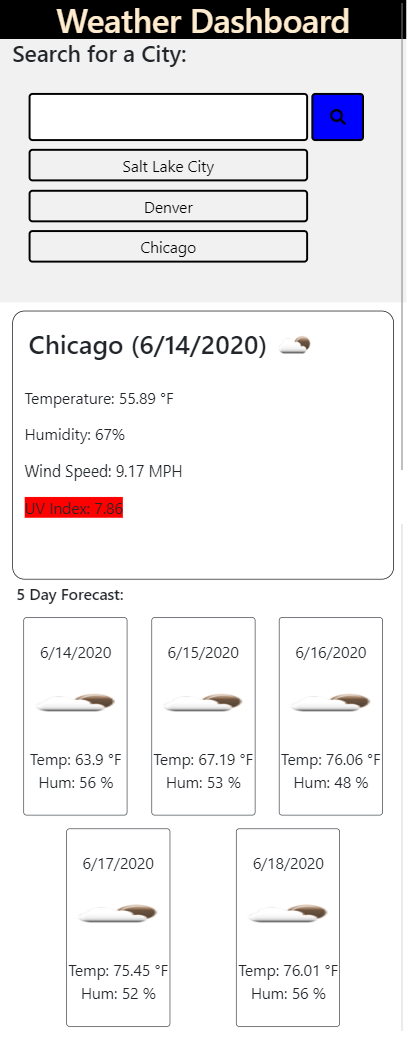 Weather Dashboard
Search for a City:
Salt Lake City
Denver
Chicago
Chicago (6/14/2020)
Temperature: 55.89 °F
Humidity: 67%
Wind Speed: 9.17 MPH
UV Index: 7.86
5 Day Forecast:
6/14/2020
Temp: 63.9 °F
Hum: 56 %
6/15/2020
Temp: 67.19 °F
Hum: 53 %
6/16/2020
Temp: 76.06 °F
Hum: 48 %
6/17/2020
Temp: 75.45 °F
Hum: 52 %
6/18/2020
Temp: 76.01 °F
Hum: 56 %